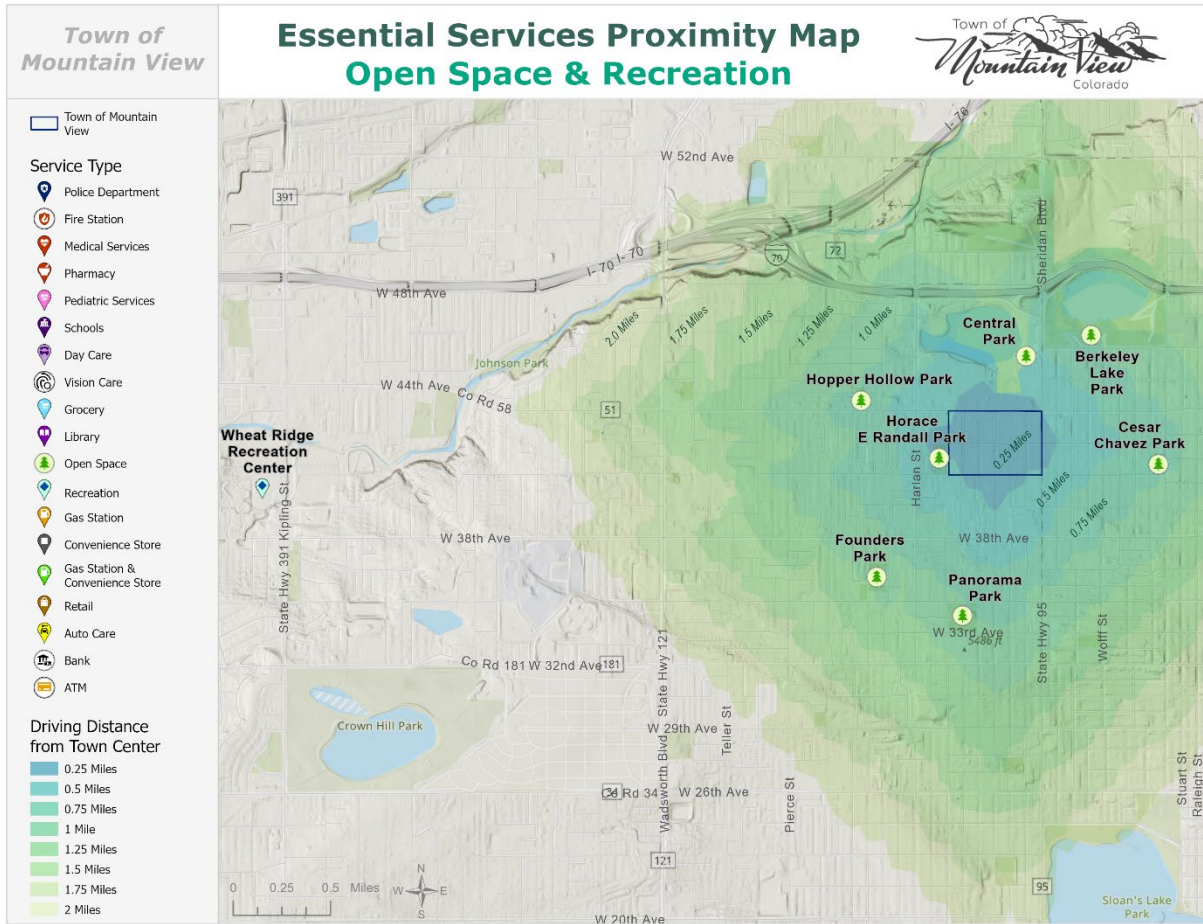 Town of
Mountain View
Essential Services Proximity Map
Open Space & Recreation
Town of
Mountain View
Colorado
Town of Mountain
View
Service Type
Police Department
Fire Station
Medical Services
Pharmacy
Pediatric Services
Schools
Day Care
Vision Care
Grocery
Library
Open Space
Recreation
Gas Station
Convenience Store
Gas Station &
Convenience Store
Retail
Auto Care
Bank
ATM
Driving Distance
from Town Center
0.25 Miles
0.5 Miles
0.75 Miles
1 Mile
1.25 Miles
1.5 Miles
1.75 Miles
2 Miles
I- 76
W 52nd Ave
391
Sheridan Blvd
72
70
I- 70 I- 70
W 48th Ave
2.0 Miles
1.75 Miles
1.5 Miles
1.25 Miles
1.0 Miles
Central
Park
Berkeley
Lake
Park
Johnson Park
W 44th Ave
Co Rd 58
Hopper Hollow Park
51
Horace
E Randall Park
Cesar
Chavez Park
0.25 Miles
0.5 Miles
0.75 Miles
Harlan St
Wheat Ridge
Recreation
Center
State Hwy 391 Kipling St
W 38th Ave
W 38th Ave
Founders
Park
Panorama
Park
W 33rd Ave
5486 ft
State Hwy 95
Wolff St
Co Rd 181 W 32nd Ave
181
Wadsworth Blvd State Hwy 121
Crown Hill Park
W 29th Ave
Teller St
Pierce St
34
Co Rd 34 W 26th Ave
Stuart St
Raleigh St
121
95
Sloan's Lake
Park
W 20th Ave
0 0.25 0.5 Miles
N
W E
S